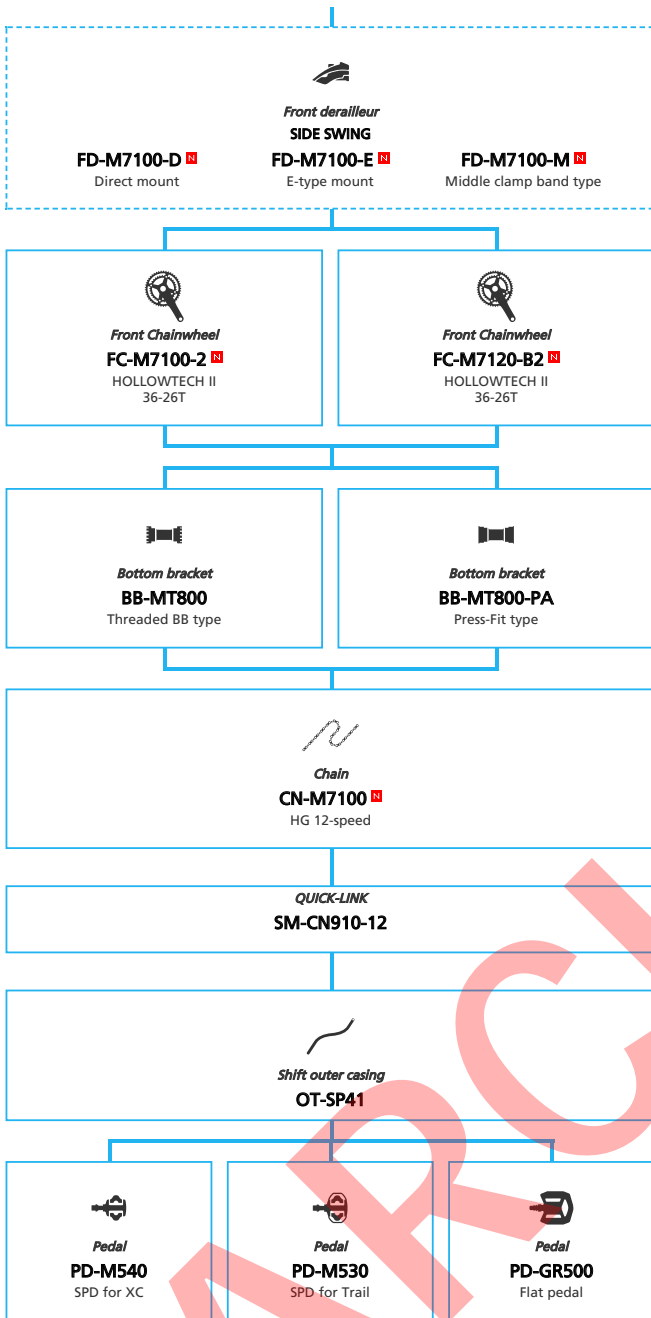 Front derailleur
SIDE SWING
FD-M7100-D N FD-M7100-E N FD-M7100-M N
Direct mount E-type mount Middle clamp band type
Front Chainwheel Front Chainwheel
FC-M7100-2 N FC-M7120-B2 N
HOLLOWTECH II HOLLOWTECH II
36-26T 36-26T
Bottom bracket Bottom bracket
BB-MT800 BB-MT800-PA
Threaded BB type Press-Fit type
Chain
CN-M7100 N
HG 12-speed
QUICK-LINK
SM-CN910-12
Shift outer casing
OT-SP41
Pedal Pedal Pedal
PD-M540 PD-M530 PD-GR500
SPD for XC SPD for Trail Flat pedal